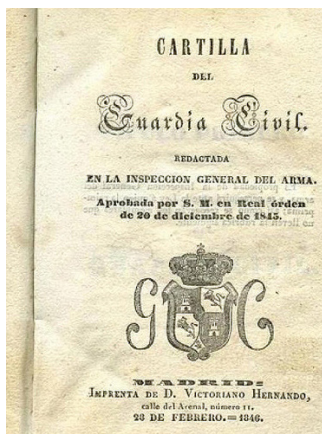 CARTILLA
DEL
Guardia Civil.
REDACTADA
EN LA INSPECCION GENERAL DEL ARMA.
Aprobada por S. M. en Real órden
de 20 de diciembre de 1845.
G C
MADRID:
IMPRENTA DE D. VICTORIANO HERNANDO,
calle del Arenal, número 11.
28 DE FEBRERO.=1846.